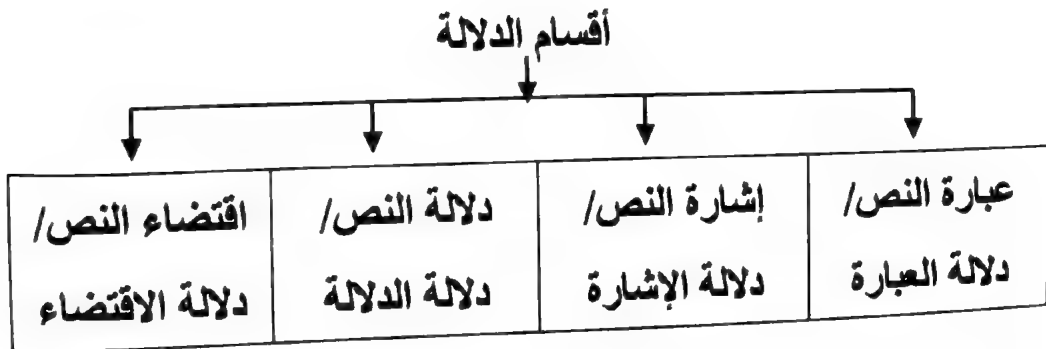 أقسام الدلالة
عبارة النص/
دلالة العبارة
إشارة النص/
دلالة الإشارة
دلالة النص/
دلالة الدلالة
اقتضاء النص/
دلالة الاقتضاء